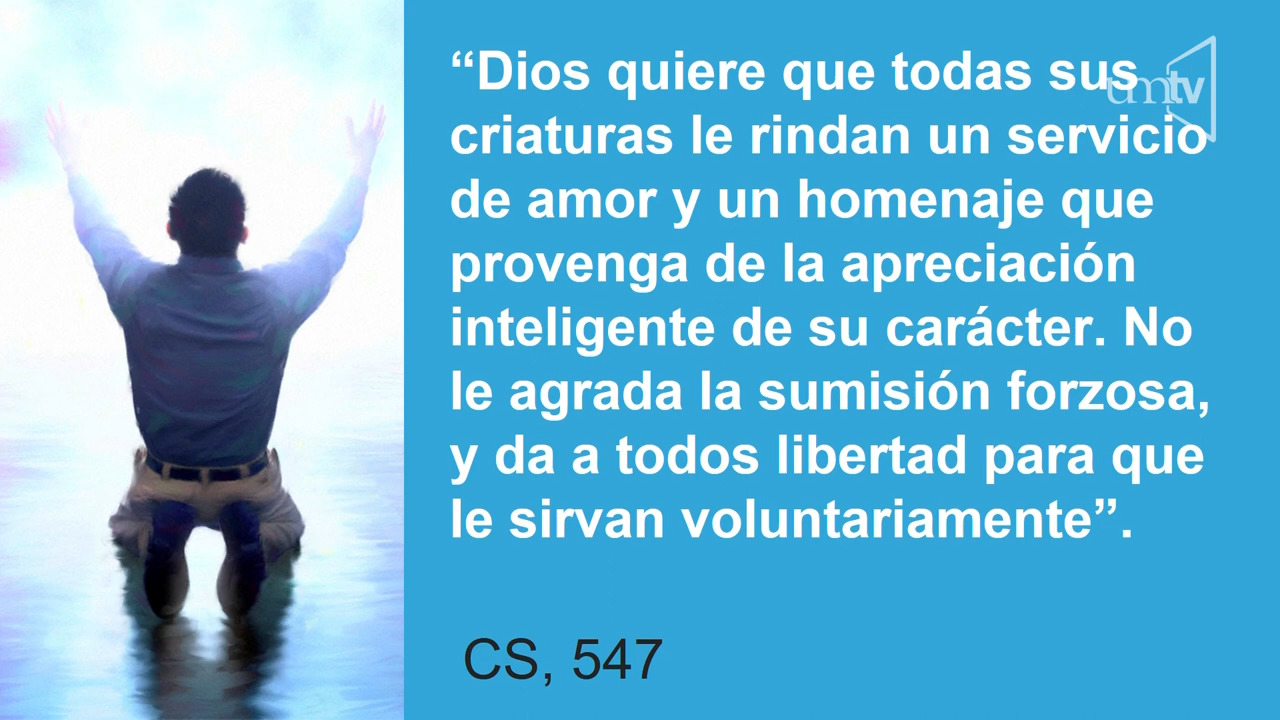 “Dios quiere que todas sus
criaturas le rindan un servicio
de amor y un homenaje que
provenga de la apreciación
inteligente de su carácter. No
le agrada la sumisión forzosa,
y da a todos libertad para que
le sirvan voluntariamente”.
CS, 547
umtv